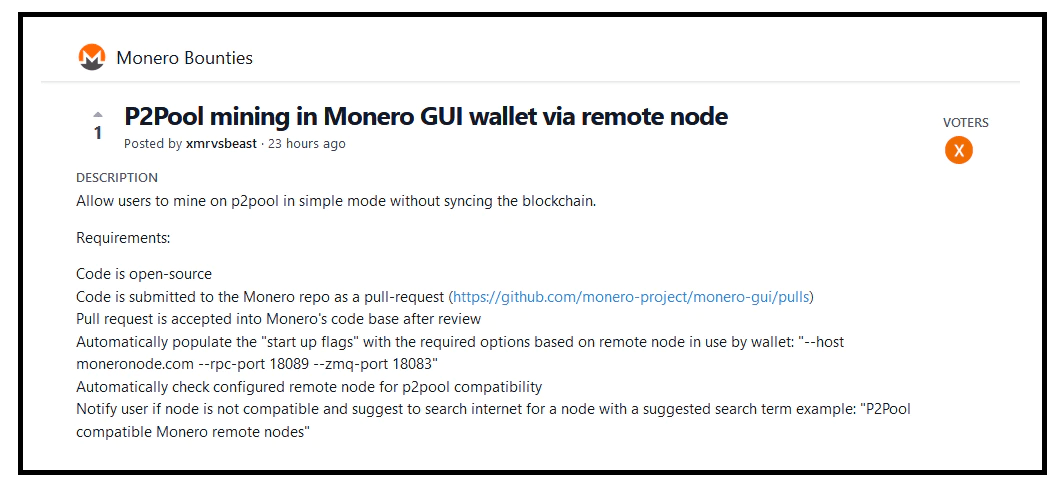 Monero Bounties
P2Pool mining in Monero GUI wallet via remote node
1
Posted by xmrvsbeast · 23 hours ago
VOTERS
X
DESCRIPTION
Allow users to mine on p2pool in simple mode without syncing the blockchain.
Requirements:
Code is open-source
Code is submitted to the Monero repo as a pull-request (https://github.com/monero-project/monero-gui/pulls)
Pull request is accepted into Monero's code base after review
Automatically populate the "start up flags" with the required options based on remote node in use by wallet: "--host
moneronode.com --rpc-port 18089 --zmq-port 18083"
Automatically check configured remote node for p2pool compatibility
Notify user if node is not compatible and suggest to search internet for a node with a suggested search term example: "P2Pool
compatible Monero remote nodes"